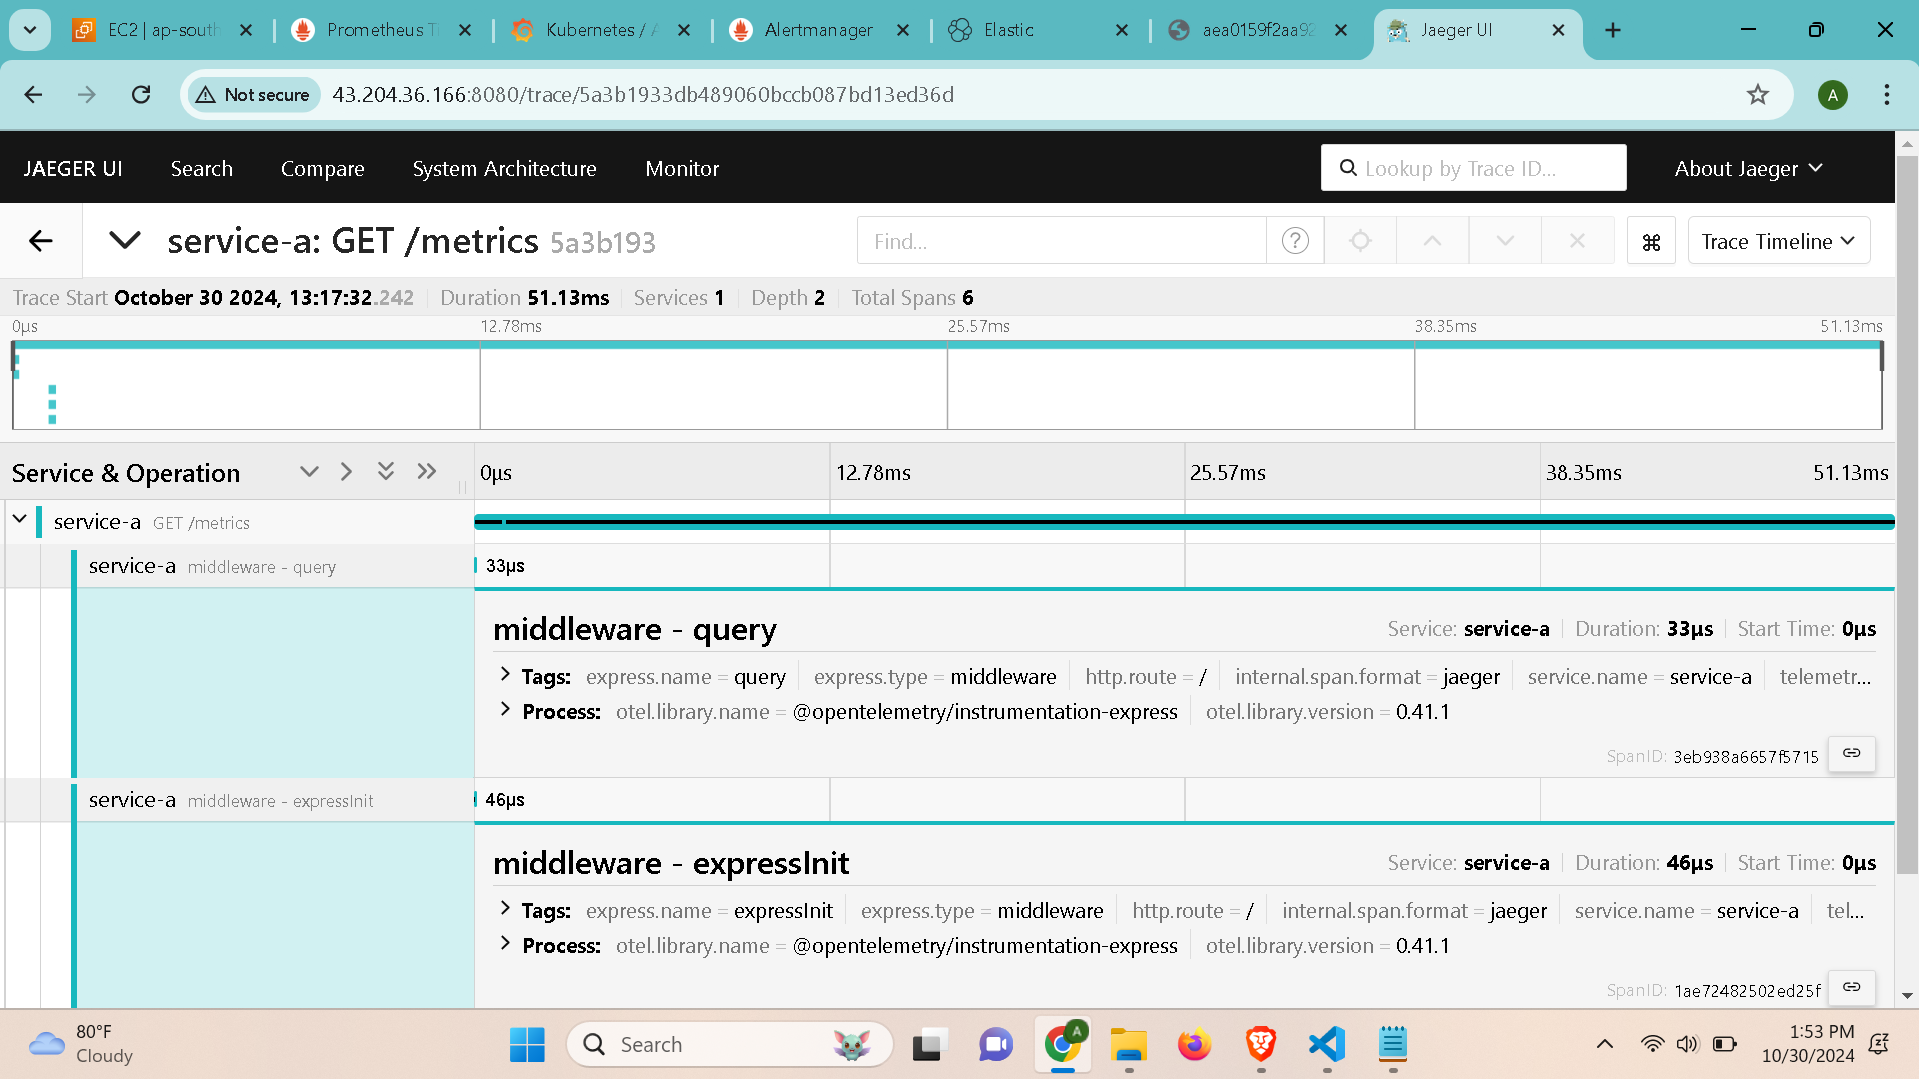 EC2 | ap-south
Prometheus Ti
Kubernetes / A
Alertmanager
Elastic
aea0159f2aa92
Jaeger UI
Not secure
43.204.36.166:8080/trace/5a3b1933db489060bccb087bd13ed36d
A
JAEGER UI
Search
Compare
System Architecture
Monitor
Lookup by Trace ID...
About Jaeger
service-a: GET /metrics 5a3b193
Find...
Trace Timeline
Trace Start October 30 2024, 13:17:32.242 Duration 51.13ms Services 1 Depth 2 Total Spans 6
0μs 12.78ms 25.57ms 38.35ms 51.13ms
Service & Operation
0μs 12.78ms 25.57ms 38.35ms 51.13ms
service-a GET /metrics
service-a middleware - query
33μs
middleware - query
Service: service-a Duration: 33μs Start Time: 0μs
Tags: express.name = query express.type = middleware http.route = / internal.span.format = jaeger service.name = service-a telemetr...
Process: otel.library.name = @opentelemetry/instrumentation-express otel.library.version = 0.41.1
SpanID: 3eb938a6657f5715
service-a middleware - expressInit
46μs
middleware - expressInit
Service: service-a Duration: 46μs Start Time: 0μs
Tags: express.name = expressInit express.type = middleware http.route = / internal.span.format = jaeger service.name = service-a tel...
Process: otel.library.name = @opentelemetry/instrumentation-express otel.library.version = 0.41.1
SpanID: 1ae72482502ed25f
80°F
Cloudy
Search
A
1:53 PM
10/30/2024